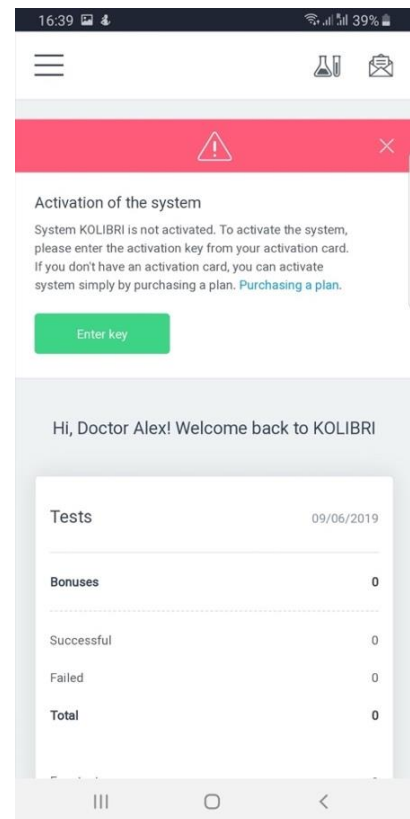 16:39 39%
Activation of the system
System KOLIBRI is not activated. To activate the system,
please enter the activation key from your activation card.
If you don't have an activation card, you can activate
system simply by purchasing a plan. Purchasing a plan.
Enter key
Hi, Doctor Alex! Welcome back to KOLIBRI
Tests 09/06/2019
Bonuses 0
Successful 0
Failed 0
Total 0